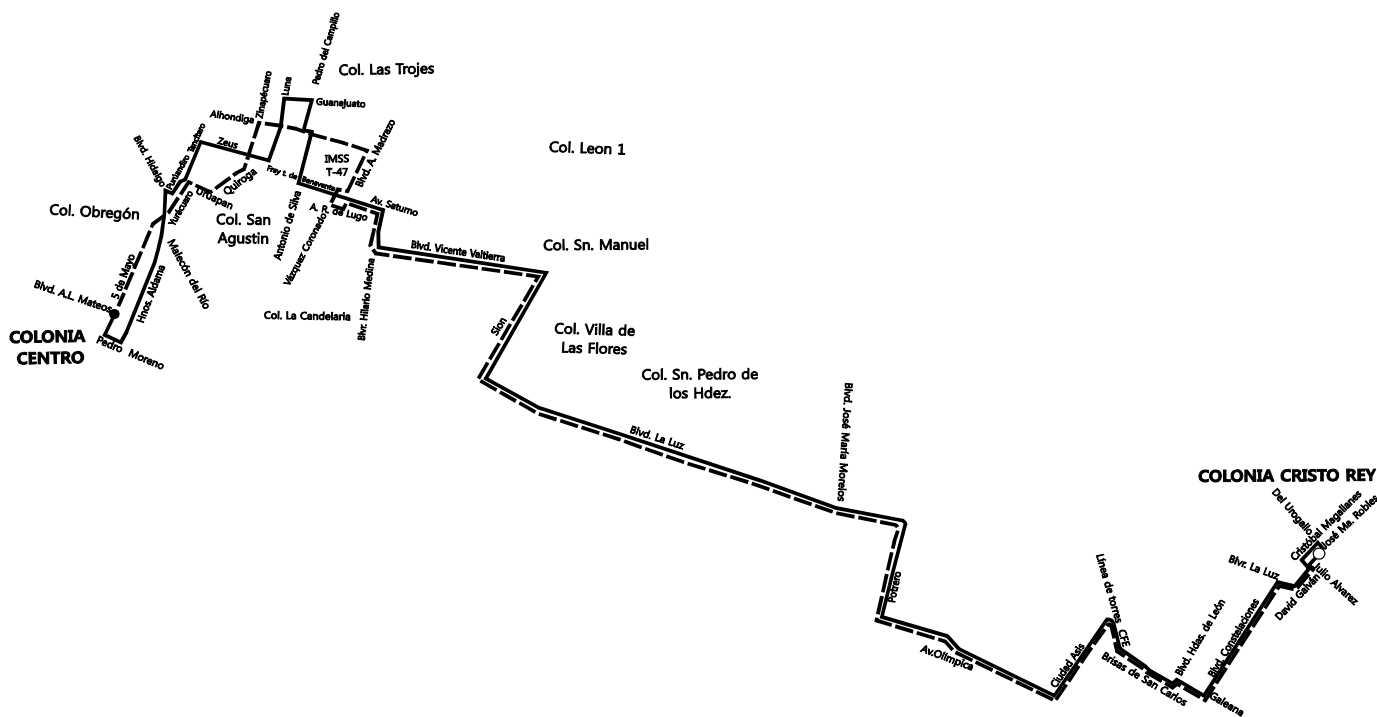 Pedro del Campillo
Col. Las Trojes
Zinapécuaro
Luna
Guanajuato
Alhondiga
Blvd. A. Madrazo
Blvd. Hidalgo
Tancítaro
Zeus
Col. Leon 1
IMSS
T-47
Puruandiro
Fray t. de Benavente
Quiroga
Uruapan
Yurécuaro
Col. Obregón
Col. San
Agustin
Antonio de Silva
A. P. de Lugo
Av. Saturno
Vázquez Coronado
Blvd. Vicente Valtierra
Col. Sn. Manuel
Malecón del Río
5 de Mayo
Hnos. Aldama
Blvd. A.L. Mateos
Blvr. Hilario Medina
Col. La Candelaria
Sion
Col. Villa de
Las Flores
COLONIA
CENTRO
Pedro Moreno
Col. Sn. Pedro de
los Hdez.
Blvd. La Luz
Blvd. José María Morelos
COLONIA CRISTO REY
Del Urogallo
Cristóbal Magallanes
José Ma. Robles
Julio Alvarez
David Galván
Blvr. La Luz
Potrero
Línea de torres CFE
Blvd. Hdas. de León
Blvd. Constelaciones
Av.Olímpica
Ciudad Asis
Brisas de San Carlos
Galeana